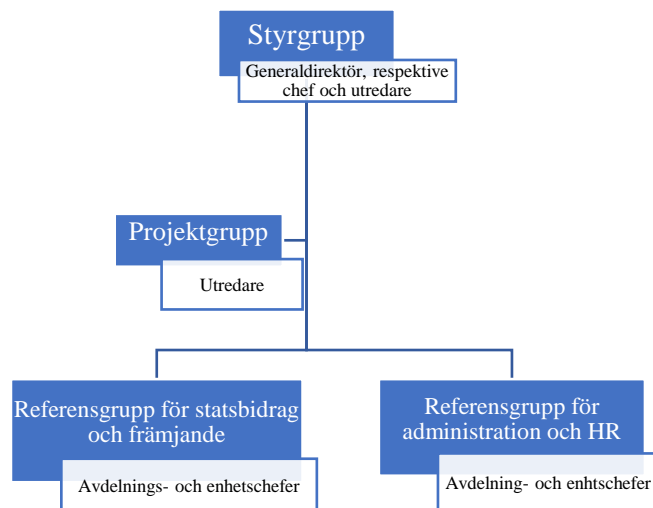 Styrgrupp
Generaldirektör, respektive
chef och utredare
Projektgrupp
Utredare
Referensgrupp för statsbidrag
och främjande
Avdelnings- och enhetschefer
Referensgrupp för
administration och HR
Avdelning- och enhtschefer